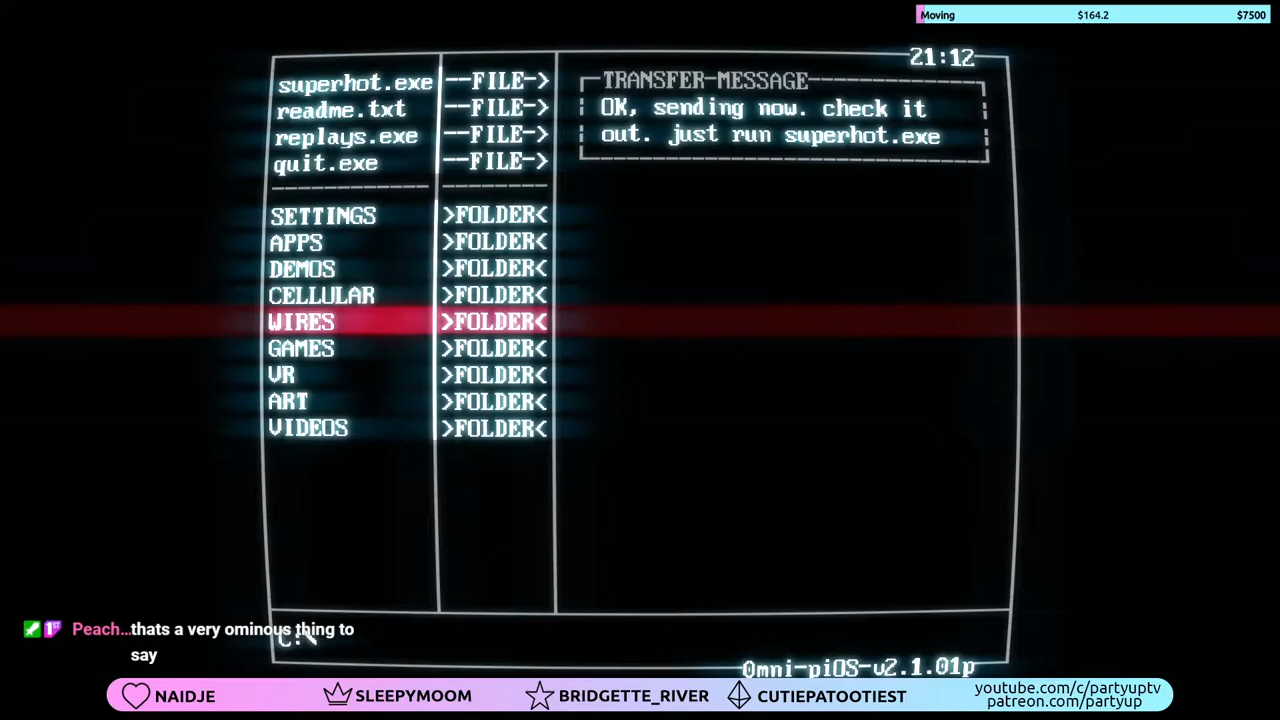 Moving $164.2 $7500
21:12
superhot.exe --FILE->
readme.txt --FILE->
replays.exe --FILE->
quit.exe --FILE->
TRANSFER-MESSAGE
OK, sending now. check it
out. just run superhot.exe
SETTINGS >FOLDER<
APPS >FOLDER<
DEMOS >FOLDER<
CELLULAR >FOLDER<
WIRES >FOLDER<
GAMES >FOLDER<
VR >FOLDER<
ART >FOLDER<
VIDEOS >FOLDER<
Peach...thats a very ominous thing to
say
C:\
Omni-piOS-v2.1.01p
NAIDJE SLEEPYMOOM BRIDGETTE_RIVER CUTIEPATOOTIEST
youtube.com/c/partyuptv
patreon.com/partyup